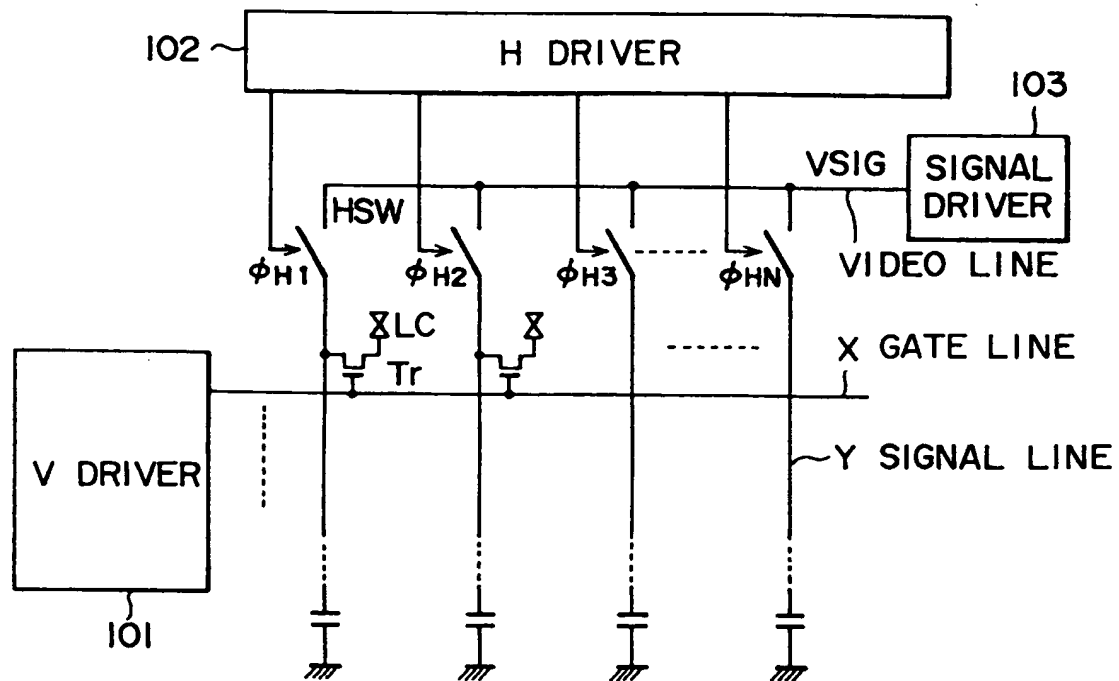 102
H DRIVER
103
VSIG
SIGNAL
DRIVER
HSW
ϕH1
ϕH2
ϕH3
ϕHN
VIDEO LINE
LC
Tr
X GATE LINE
V DRIVER
Y SIGNAL LINE
101